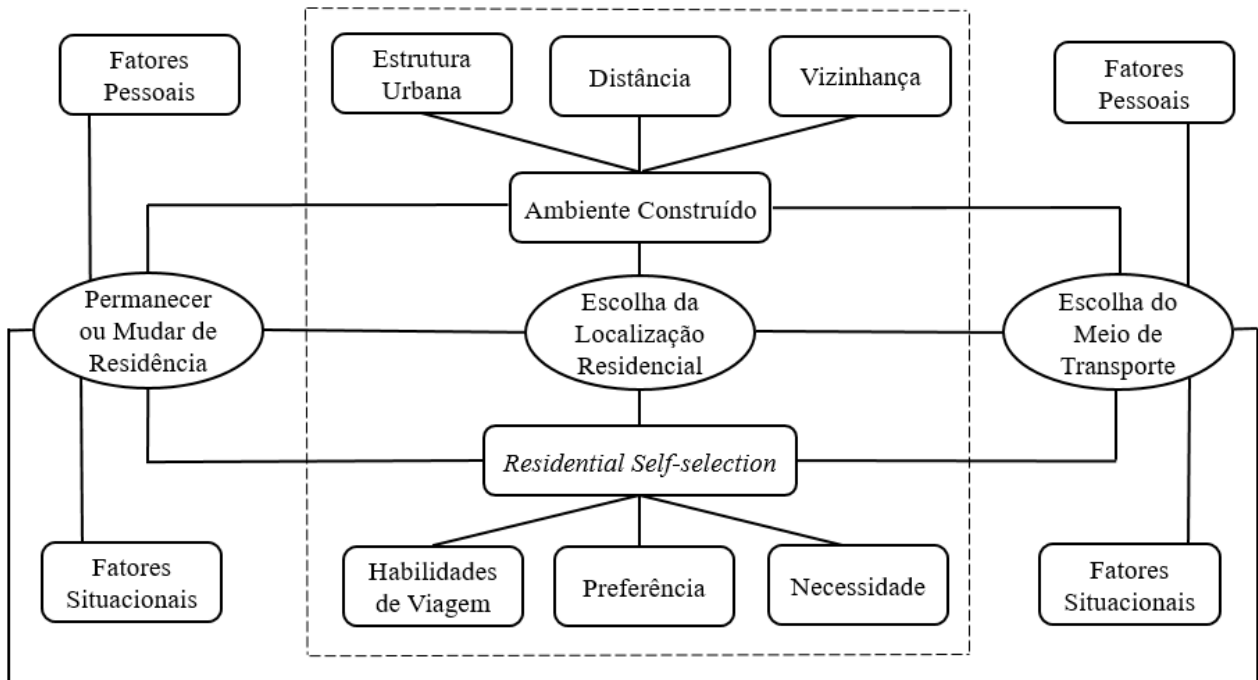 Fatores
Pessoais
Estrutura
Urbana
Distância
Vizinhança
Fatores
Pessoais
Ambiente Construído
Permanecer
ou Mudar de
Residência
Escolha da
Localização
Residencial
Escolha do
Meio de
Transporte
Residential Self-selection
Fatores
Situacionais
Habilidades
de Viagem
Preferência
Necessidade
Fatores
Situacionais